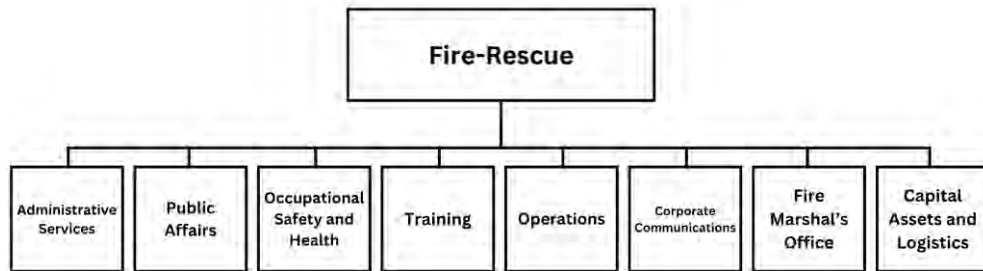 Fire-Rescue
Administrative
Services
Public
Affairs
Occupational
Safety and
Health
Training
Operations
Corporate
Communications
Fire
Marshal's
Office
Capital
Assets and
Logistics